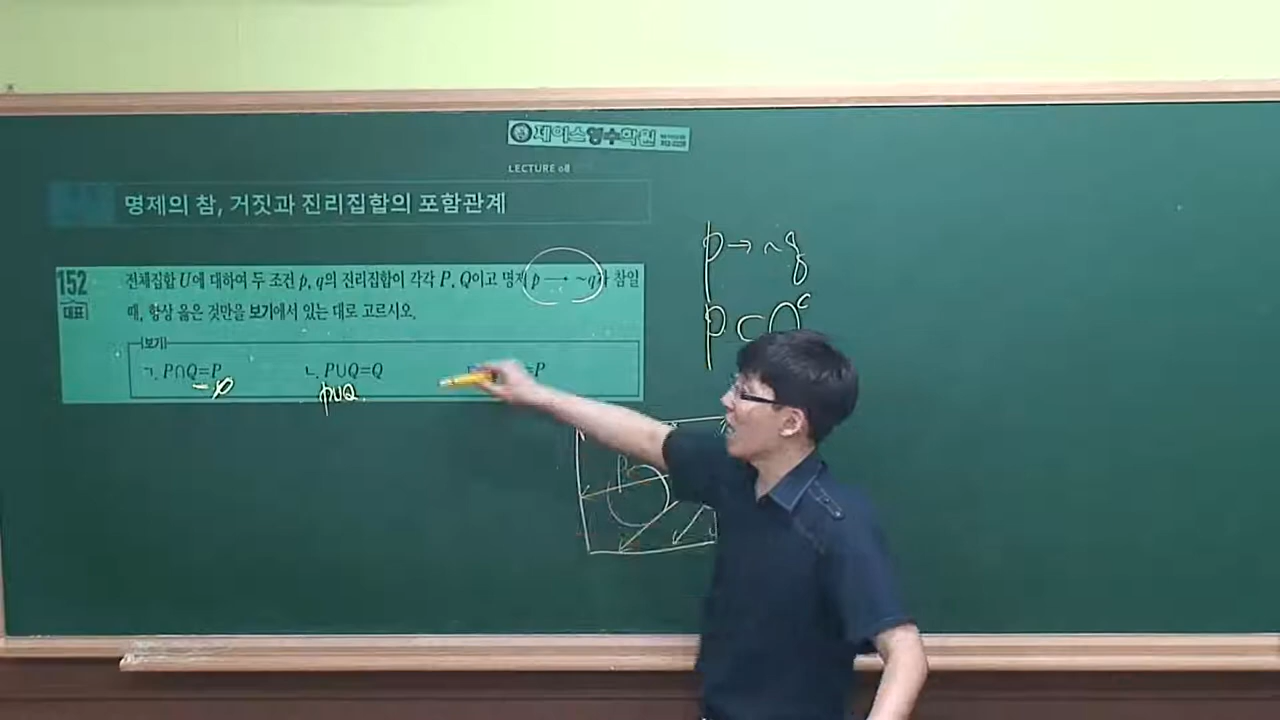 제이스영수학원
LECTURE 08
명제의 참, 거짓과 진리집합의 포함관계
152
대표
전체집합 U에 대하여 두 조건 p, q의 진리집합이 각각 P, Q이고 명제 p → ~q가 참일
때, 항상 옳은 것만을 보기에서 있는 대로 고르시오.
보기
ㄱ. P∩Q=P
ㄴ. P∪Q=Q
=P
=∅
P∪Q
p → ~q
P ⊂ Q^c
P